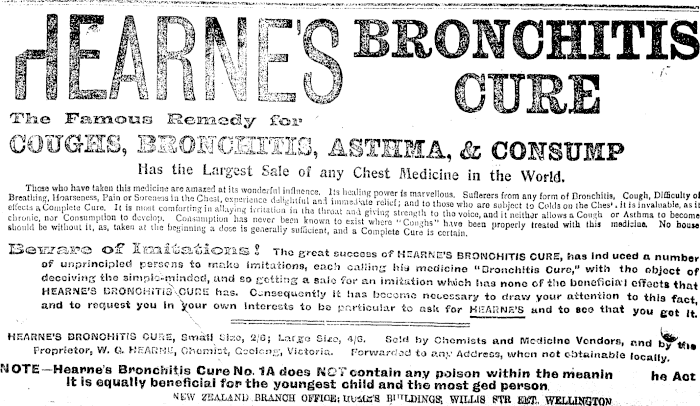 HEARNE'S BRONCHITIS
CURE
The Famous Remedy for
COUGHS, BRONCHITIS, ASTHMA, & CONSUMP
Has the Largest Sale of any Chest Medicine in the World.
Those who have taken this medicine are amazed at its wonderful influence. Its healing power is marvellous. Sufferers from any form of Bronchitis, Cough, Difficulty of
Breathing, Hoarseness, Pain or Soreness in the Chest, experience delightful and immediate relief; and to those who are subject to Colds on the Chest it is invaluable, as it
effects a Complete Cure. It is most comforting in allaying irritation in the throat and giving strength to the voice, and it neither allows a Cough or Asthma to become
chronic, nor Consumption to develop. Consumption has never been known to exist where "Coughs" have been properly treated with this medicine. No house
should be without it, as, taken at the beginning a dose is generally sufficient, and a Complete Cure is certain.
Beware of Imitations! The great success of HEARNE'S BRONCHITIS CURE, has induced a number
of unprincipled persons to make imitations, each calling his medicine "Bronchitis Cure," with the object of
deceiving the simple-minded, and so getting a sale for an imitation which has none of the beneficial effects that
HEARNE'S BRONCHITIS CURE has. Consequently it has become necessary to draw your attention to this fact,
and to request you in your own interests to be particular to ask for HEARNE'S and to see that you get it.
HEARNE'S BRONCHITIS CURE, Small Size, 2/6; Large Size, 4/6. Sold by Chemists and Medicine Vendors, and by the
Proprietor, W. G. HEARNE, Chemist, Geelong, Victoria. Forwarded to any Address, when not obtainable locally.
NOTE—Hearne's Bronchitis Cure No. 1A does NOT contain any poison within the meanin he Act
It is equally beneficial for the youngest child and the most ged person
NEW ZEALAND BRANCH OFFICE: BUILDINGS, WILLIS WELLINGTON